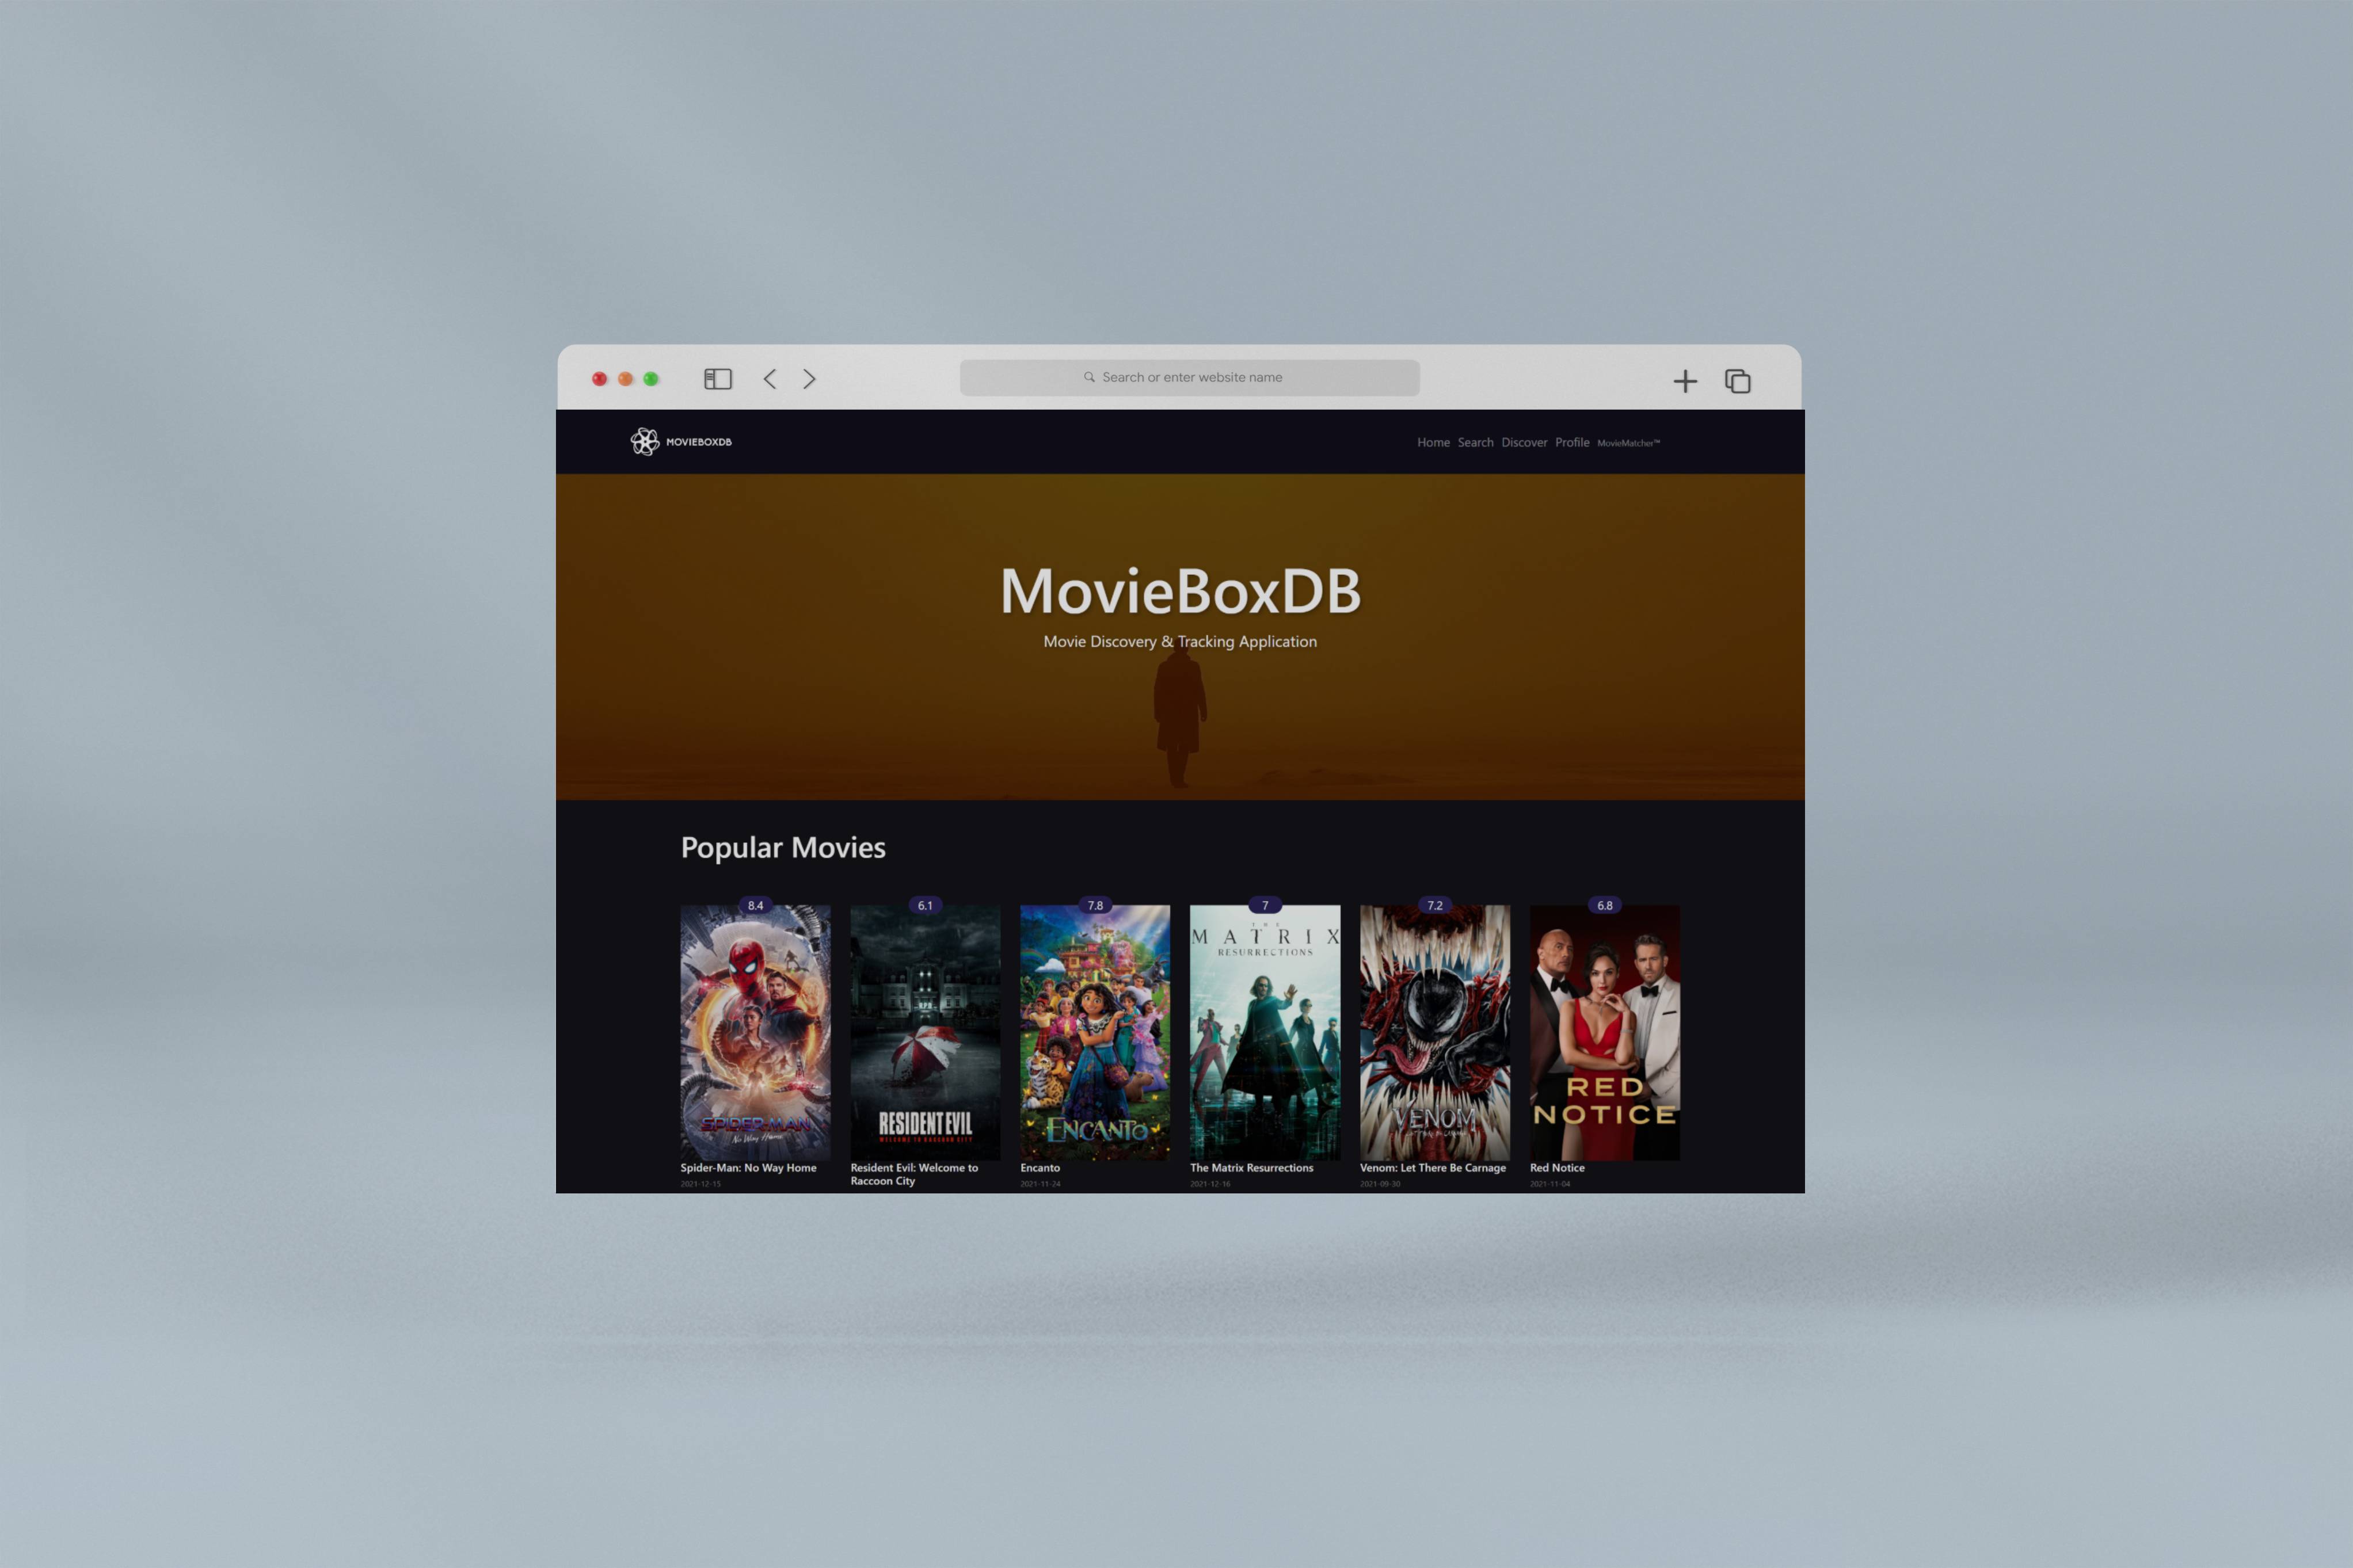 Search or enter website name
MOVIEBOXDB
Home Search Discover Profile MovieMatcher™
MovieBoxDB
Movie Discovery & Tracking Application
Popular Movies
8.4 6.1 7.8 7 7.2 6.8
THE
MATRIX
RESURRECTIONS
SPIDER-MAN
No Way Home
RESIDENT EVIL
WELCOME TO RACCOON CITY
ENCANTO
VENOM
RED
NOTICE
Spider-Man: No Way Home
2021-12-15
Resident Evil: Welcome to
Raccoon City
Encanto
2021-11-24
The Matrix Resurrections
2021-12-16
Venom: Let There Be Carnage
2021-09-30
Red Notice
2021-11-04